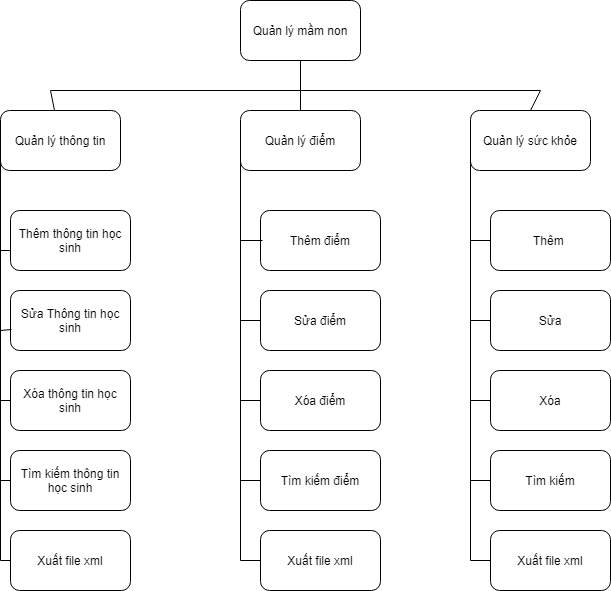 Quản lý mầm non
Quản lý thông tin
Quản lý điểm
Quản lý sức khỏe
Thêm thông tin học
sinh
Thêm điểm
Thêm
Sửa Thông tin học
sinh
Sửa điểm
Sửa
Xóa thông tin học
sinh
Xóa điểm
Xóa
Tìm kiếm thông tin
học sinh
Tìm kiếm điểm
Tìm kiếm
Xuất file xml
Xuất file xml
Xuất file xml